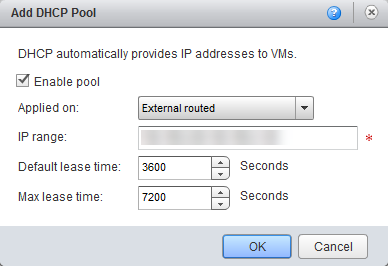 Add DHCP Pool
DHCP automatically provides IP addresses to VMs.
Enable pool
Applied on: External routed
IP range: *
Default lease time: 3600 Seconds
Max lease time: 7200 Seconds
OK Cancel